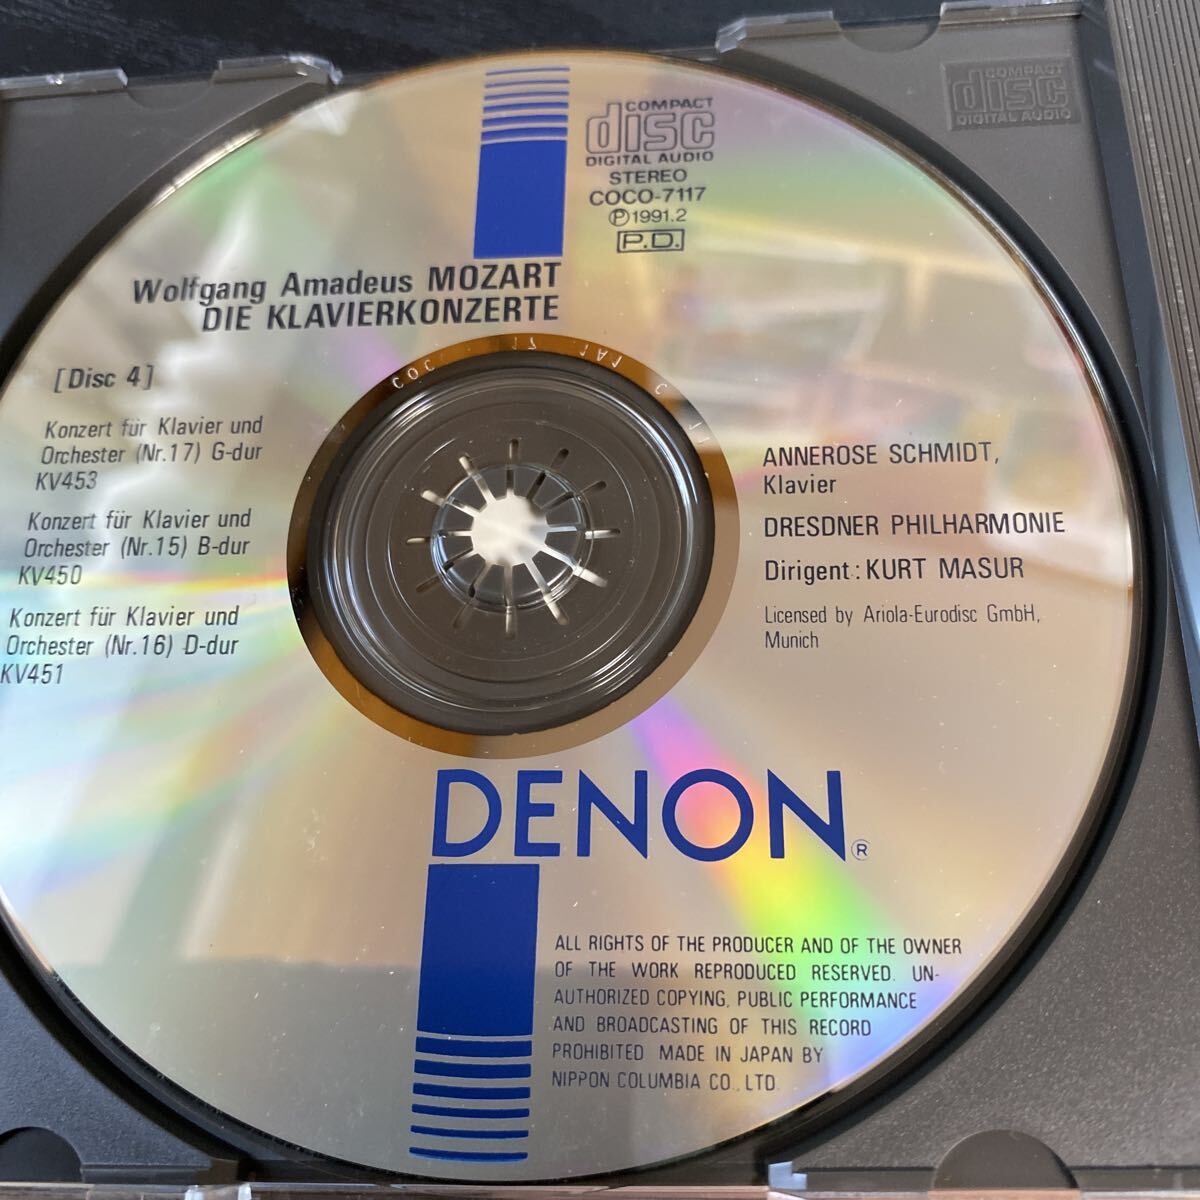 COMPACT
disc
DIGITAL AUDIO
STEREO
COCO-7117
Ⓟ1991.2
P.D.
COMPACT
disc
DIGITAL AUDIO
Wolfgang Amadeus MOZART
DIE KLAVIERKONZERTE
[Disc 4]
Konzert für Klavier und
Orchester (Nr.17) G-dur
KV453
Konzert für Klavier und
Orchester (Nr.15) B-dur
KV450
Konzert für Klavier und
Orchester (Nr.16) D-dur
KV451
ANNEROSE SCHMIDT,
Klavier
DRESDNER PHILHARMONIE
Dirigent: KURT MASUR
Licensed by Ariola-Eurodisc GmbH,
Munich
DENON®
ALL RIGHTS OF THE PRODUCER AND OF THE OWNER
OF THE WORK REPRODUCED RESERVED. UN-
AUTHORIZED COPYING, PUBLIC PERFORMANCE
AND BROADCASTING OF THIS RECORD
PROHIBITED MADE IN JAPAN BY
NIPPON COLUMBIA CO., LTD.